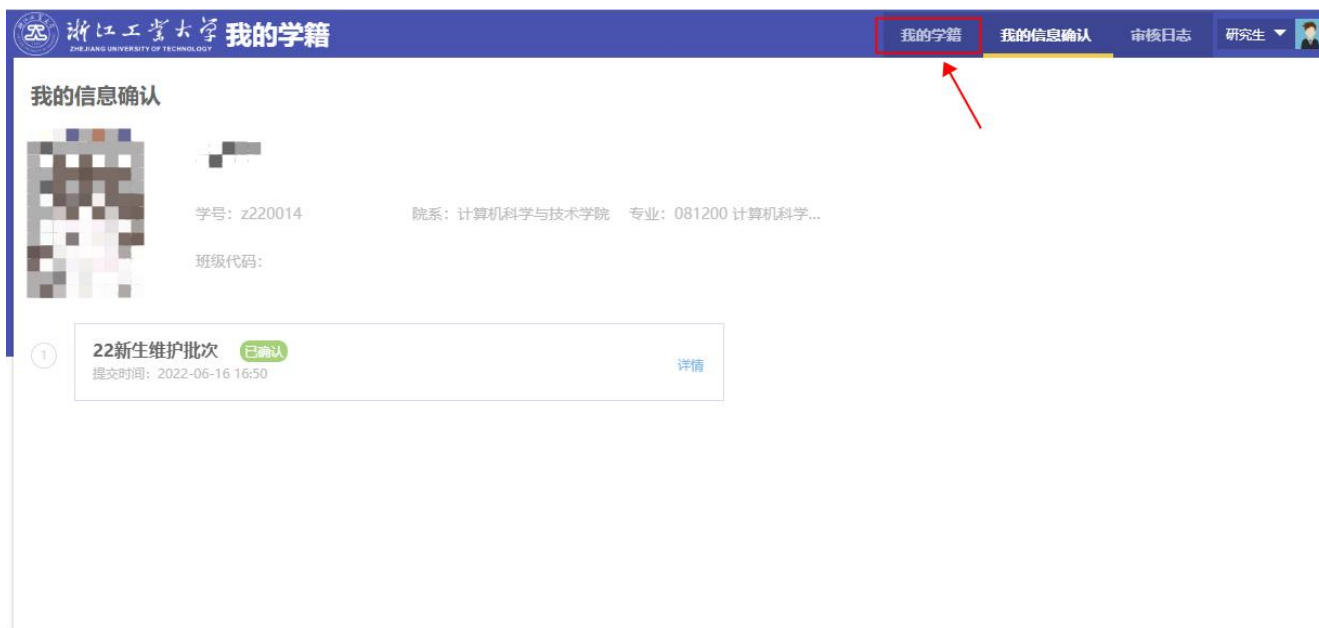 浙江工业大学 我的学籍 我的学籍 我的信息确认 审核日志 研究生
ZHEJIANG UNIVERSITY OF TECHNOLOGY
我的信息确认
学号：z220014 院系：计算机科学与技术学院 专业：081200 计算机科学...
班级代码：
1 22新生维护批次 已确认
提交时间：2022-06-16 16:50 详情